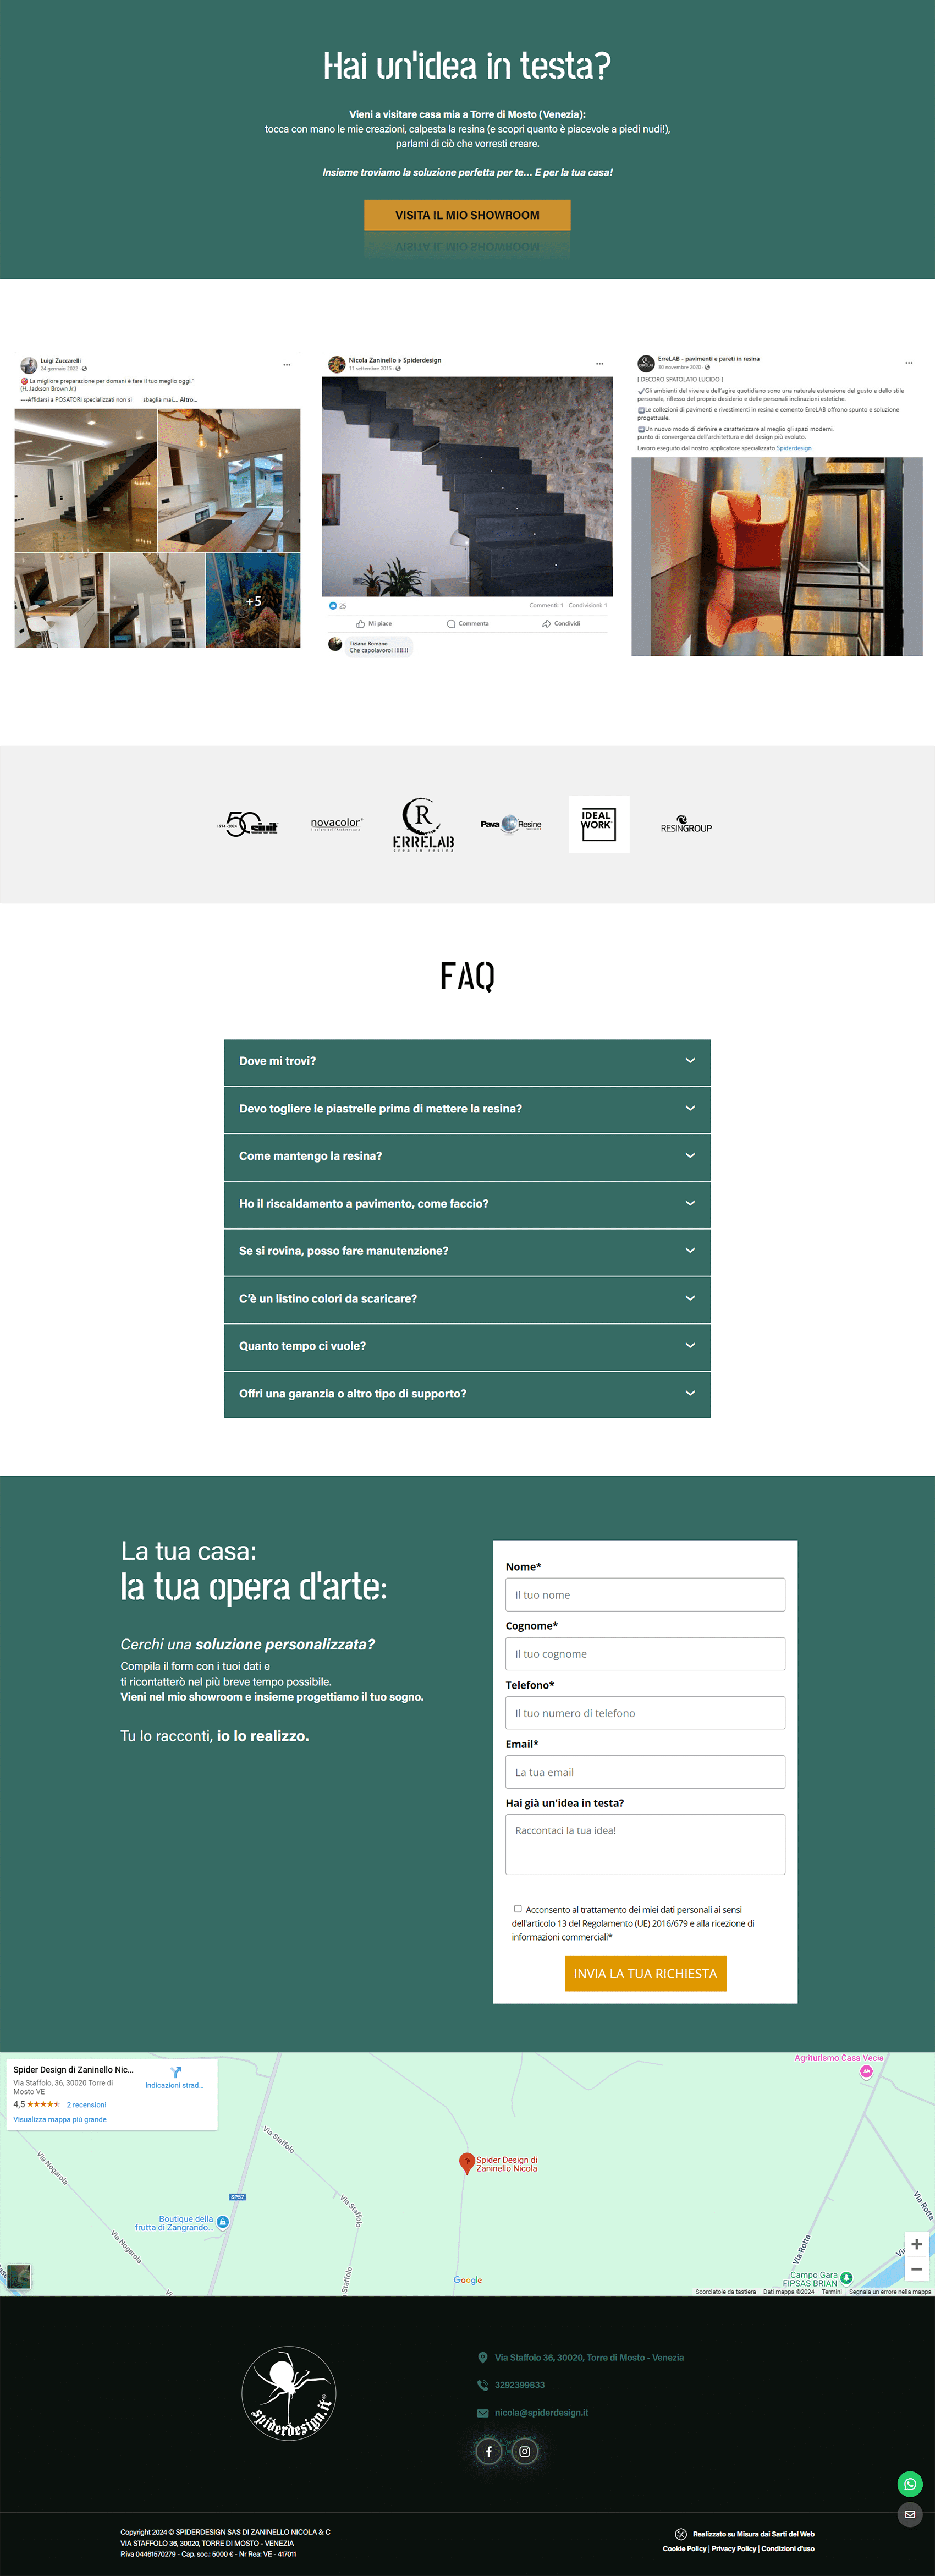 Hai un'idea in testa?
Vieni a visitare casa mia a Torre di Mosto (Venezia):
tocca con mano le mie creazioni, calpesta la resina (e scopri quanto è piacevole a piedi nudi!),
parlami di ciò che vorresti creare.
Insieme troviamo la soluzione perfetta per te... E per la tua casa!
VISITA IL MIO SHOWROOM
Luigi Zuccarelli
24 gennaio 2022
La migliore preparazione per domani è fare il tuo meglio oggi."
(H. Jackson Brown Jr.)
---Affidarsi a POSATORI specializzati non si sbaglia mai... Altro...
+5
Nicola Zaninello ▸ Spiderdesign
11 settembre 2015
25
Commenti: 1 Condivisioni: 1
Mi piace
Commenta
Condividi
Tiziano Romano
Che capolavoro! !!!!!!!!
ErreLAB - pavimenti e pareti in resina
30 novembre 2020
[ DECORO SPATOLATO LUCIDO ]
Gli ambienti del vivere e dell'agire quotidiano sono una naturale estensione del gusto e dello stile
personale, riflesso del proprio desiderio e delle personali inclinazioni estetiche.
Le collezioni di pavimenti e rivestimenti in resina e cemento ErreLAB offrono spunto e soluzione
progettuale.
Un nuovo modo di definire e caratterizzare al meglio gli spazi moderni,
punto di convergenza dell'architettura e del design più evoluto.
Lavoro eseguito dal nostro applicatore specializzato Spiderdesign
1974-2024 50
novacolor®
I colori dell'Architettura
R
ERRELAB
crea in resina
Pava Resine
IDEAL
WORK
RESINGROUP
FAQ
Dove mi trovi?
Devo togliere le piastrelle prima di mettere la resina?
Come mantengo la resina?
Ho il riscaldamento a pavimento, come faccio?
Se si rovina, posso fare manutenzione?
C'è un listino colori da scaricare?
Quanto tempo ci vuole?
Offri una garanzia o altro tipo di supporto?
La tua casa:
la tua opera d'arte:
Cerchi una soluzione personalizzata?
Compila il form con i tuoi dati e
ti ricontatterò nel più breve tempo possibile.
Vieni nel mio showroom e insieme progettiamo il tuo sogno.
Tu lo racconti, io lo realizzo.
Nome*
Il tuo nome
Cognome*
Il tuo cognome
Telefono*
Il tuo numero di telefono
Email*
La tua email
Hai già un'idea in testa?
Raccontaci la tua idea!
Acconsento al trattamento dei miei dati personali ai sensi
dell'articolo 13 del Regolamento (UE) 2016/679 e alla ricezione di
informazioni commerciali*
INVIA LA TUA RICHIESTA
Spider Design di Zaninello Nic...
Via Staffolo, 36, 30020 Torre di
Mosto VE
4,5 2 recensioni
Visualizza mappa più grande
Indicazioni strad...
Agriturismo Casa Vecia
Via Staffolo
Via Nogarola
Spider Design di
Zaninello Nicola
SP57
Via Staffolo
Boutique della
frutta di Zangrando...
Via Nogarola
Via Rotta
Via Rotta
Staffolo
Campo Gara
FIPSAS BRIAN
Google
Scorciatoie da tastiera Dati mappa ©2024 Termini Segnala un errore nella mappa
spiderdesign.it®
Via Staffolo 36, 30020, Torre di Mosto - Venezia
3292399833
nicola@spiderdesign.it
Copyright 2024 © SPIDERDESIGN SAS DI ZANINELLO NICOLA & C
VIA STAFFOLO 36, 30020, TORRE DI MOSTO - VENEZIA
P.iva 04461570279 - Cap. soc.: 5000 € - Nr Rea: VE - 417011
Realizzato su Misura dai Sarti del Web
Cookie Policy | Privacy Policy | Condizioni d'uso